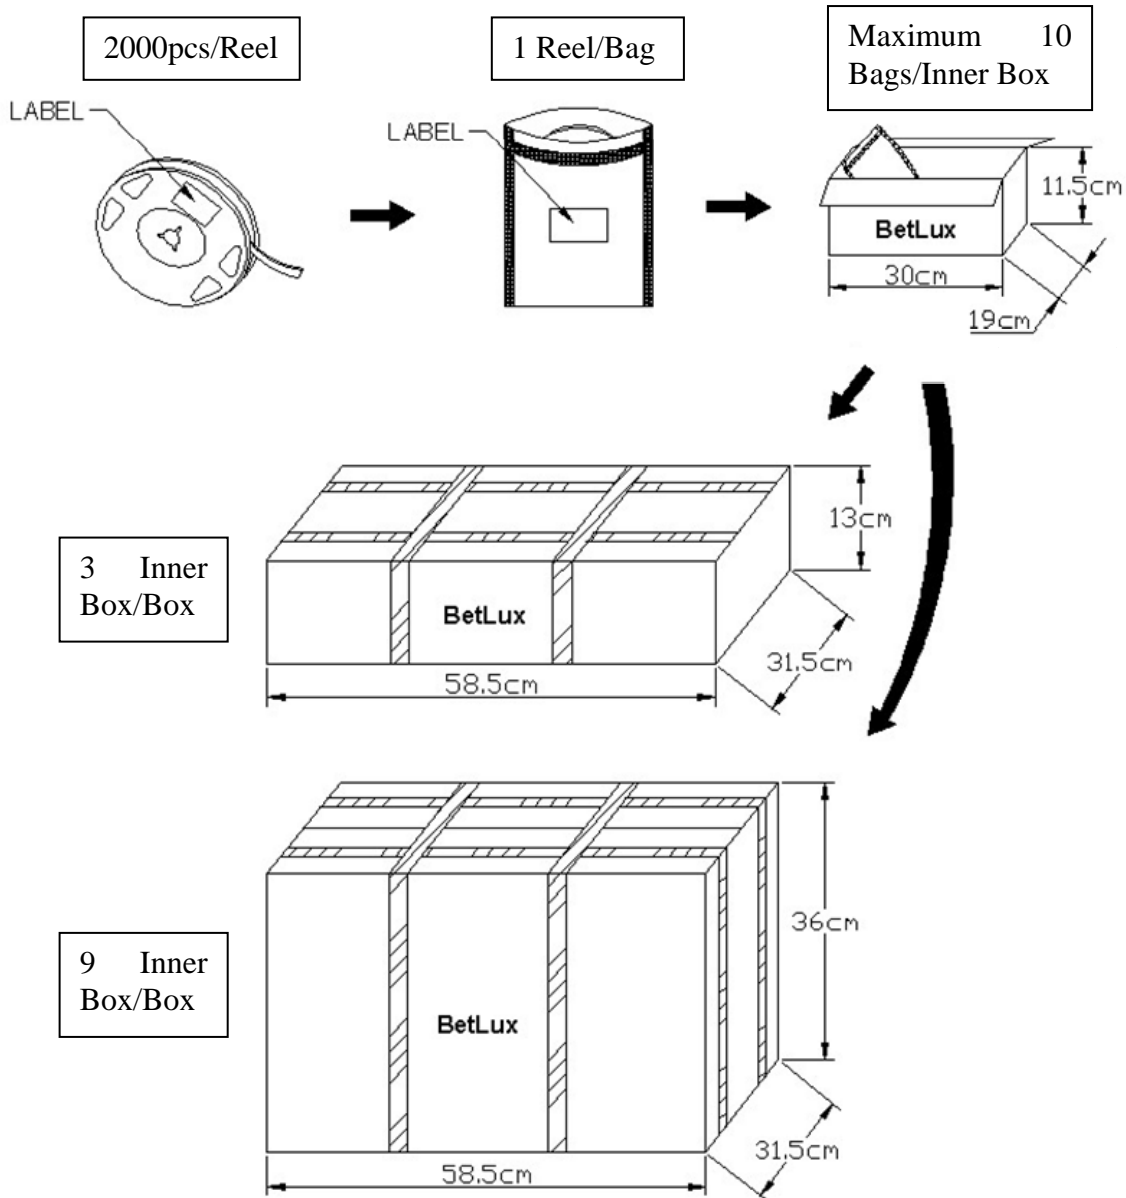 2000pcs/Reel
1 Reel/Bag
Maximum 10
Bags/Inner Box
LABEL
LABEL
11.5cm
BetLux
30cm
19cm
13cm
3 Inner
Box/Box
BetLux
31.5cm
58.5cm
36cm
9 Inner
Box/Box
BetLux
31.5cm
58.5cm